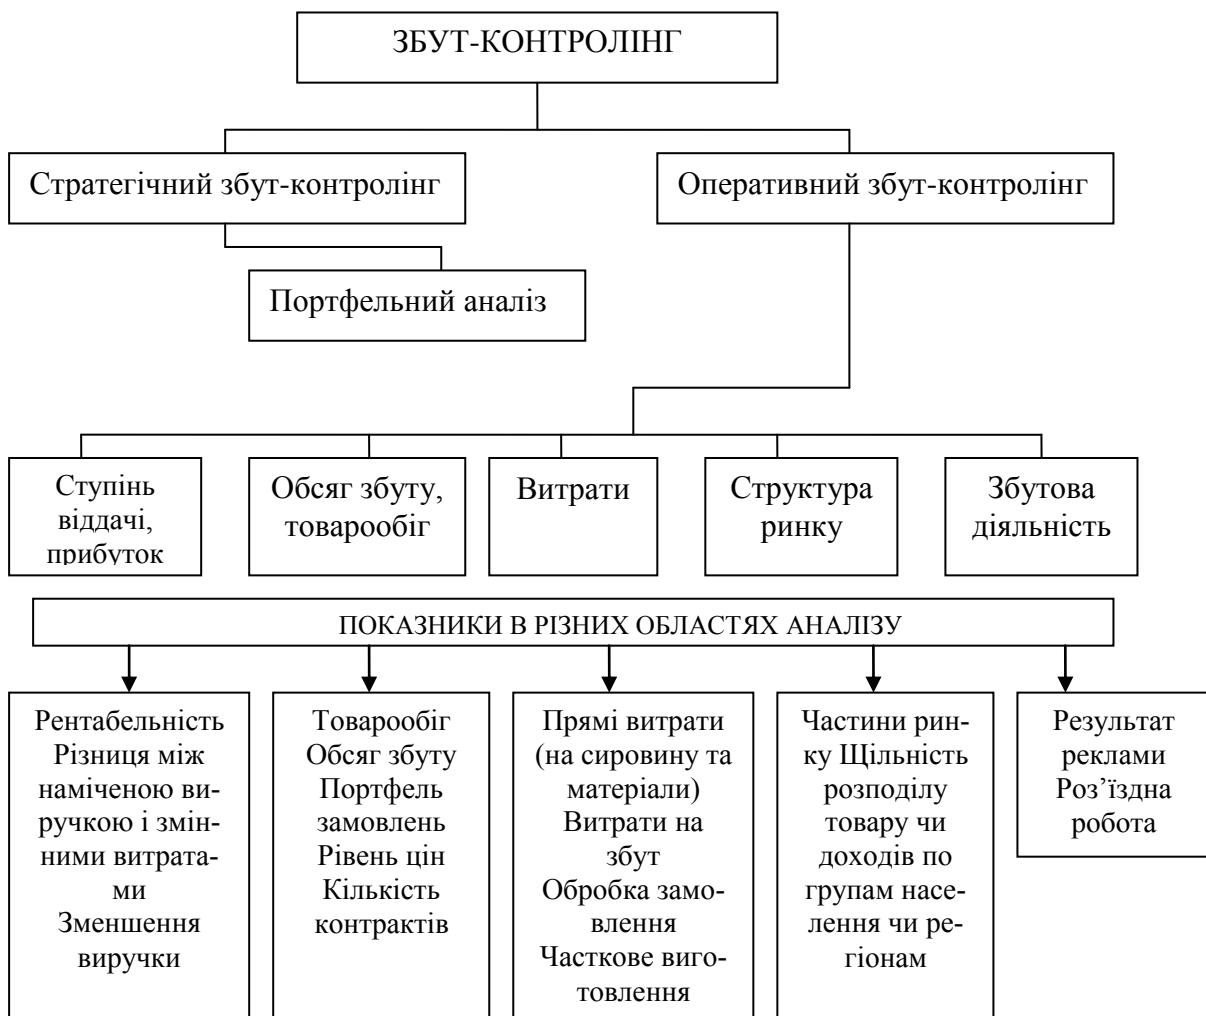 ЗБУТ-КОНТРОЛІНГ
Стратегічний збут-контролінг
Оперативний збут-контролінг
Портфельний аналіз
Ступінь
віддачі,
прибуток
Обсяг збуту,
товарообіг
Витрати
Структура
ринку
Збутова
діяльність
ПОКАЗНИКИ В РІЗНИХ ОБЛАСТЯХ АНАЛІЗУ
Рентабельність
Різниця між
наміченою ви-
ручкою і змін-
ними витрата-
ми
Зменшення
виручки
Товарообіг
Обсяг збуту
Портфель
замовлень
Рівень цін
Кількість
контрактів
Прямі витрати
(на сировину та
матеріали)
Витрати на
збут
Обробка замо-
влення
Часткове виго-
товлення
Частини рин-
ку Щільність
розподілу
товару чи
доходів по
групам насе-
лення чи ре-
гіонам
Результат
реклами
Роз’їздна
робота